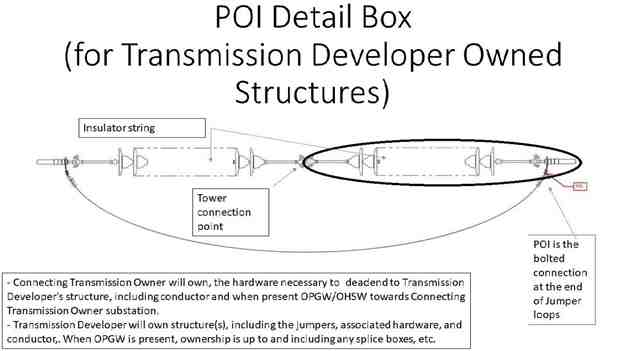 POI Detail Box
(for Transmission Developer Owned
Structures)
Insulator string
Tower
connection
point
POI is the
bolted
connection
at the end
of Jumper
loops
- Connecting Transmission Owner will own, the hardware necessary to deadend to Transmission
Developer's structure, including conductor and when present OPGW/OHSW towards Connecting
Transmission Owner substation.
- Transmission Developer will own structure(s), including the jumpers, associated hardware, and
conductor,. When OPGW is present, ownership is up to and including any splice boxes, etc.